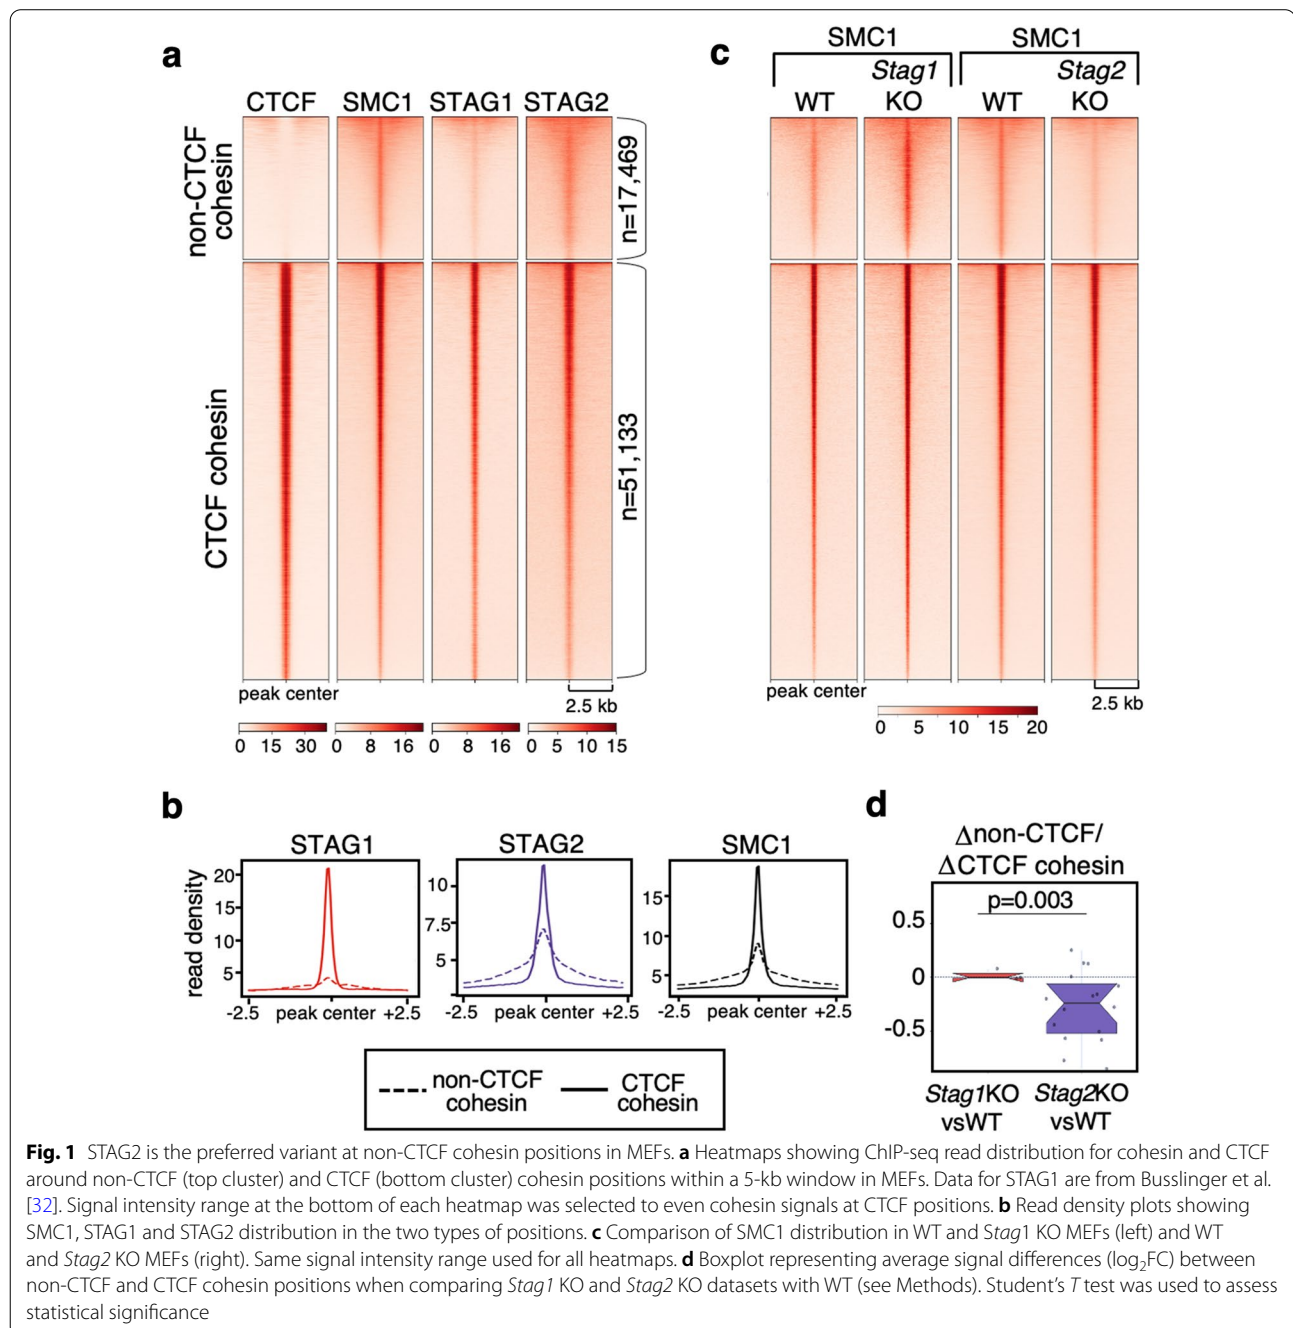 a
CTCF SMC1 STAG1 STAG2
non-CTCF
cohesin
n=17,469
CTCF cohesin
n=51,133
peak center
2.5 kb
0 15 30 0 8 16 0 8 16 0 5 10 15
c
SMC1 SMC1
Stag1 Stag2
WT KO WT KO
peak center
2.5 kb
0 5 10 15 20
b
STAG1 STAG2 SMC1
read density
20
15
10
5
-2.5 peak center +2.5
10
7.5
5
-2.5 peak center +2.5
15
10
5
-2.5 peak center +2.5
non-CTCF
cohesin
CTCF
cohesin
d
Δnon-CTCF/
ΔCTCF cohesin
p=0.003
0.5
0
-0.5
Stag1KO Stag2KO
vsWT vsWT
Fig. 1 STAG2 is the preferred variant at non-CTCF cohesin positions in MEFs. a Heatmaps showing ChIP-seq read distribution for cohesin and CTCF
around non-CTCF (top cluster) and CTCF (bottom cluster) cohesin positions within a 5-kb window in MEFs. Data for STAG1 are from Busslinger et al.
[32]. Signal intensity range at the bottom of each heatmap was selected to even cohesin signals at CTCF positions. b Read density plots showing
SMC1, STAG1 and STAG2 distribution in the two types of positions. c Comparison of SMC1 distribution in WT and Stag1 KO MEFs (left) and WT
and Stag2 KO MEFs (right). Same signal intensity range used for all heatmaps. d Boxplot representing average signal differences (log₂FC) between
non-CTCF and CTCF cohesin positions when comparing Stag1 KO and Stag2 KO datasets with WT (see Methods). Student's T test was used to assess
statistical significance